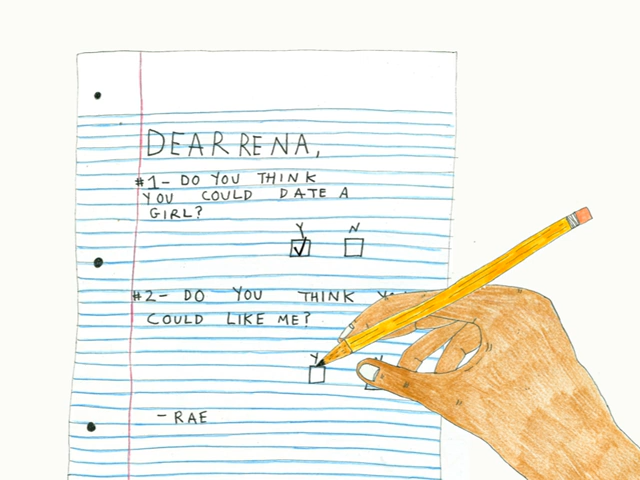 DEAR RENA,
#1- DO YOU THINK
YOU COULD DATE A
GIRL?
Y N
#2- DO YOU THINK
COULD LIKE ME?
Y
- RAE